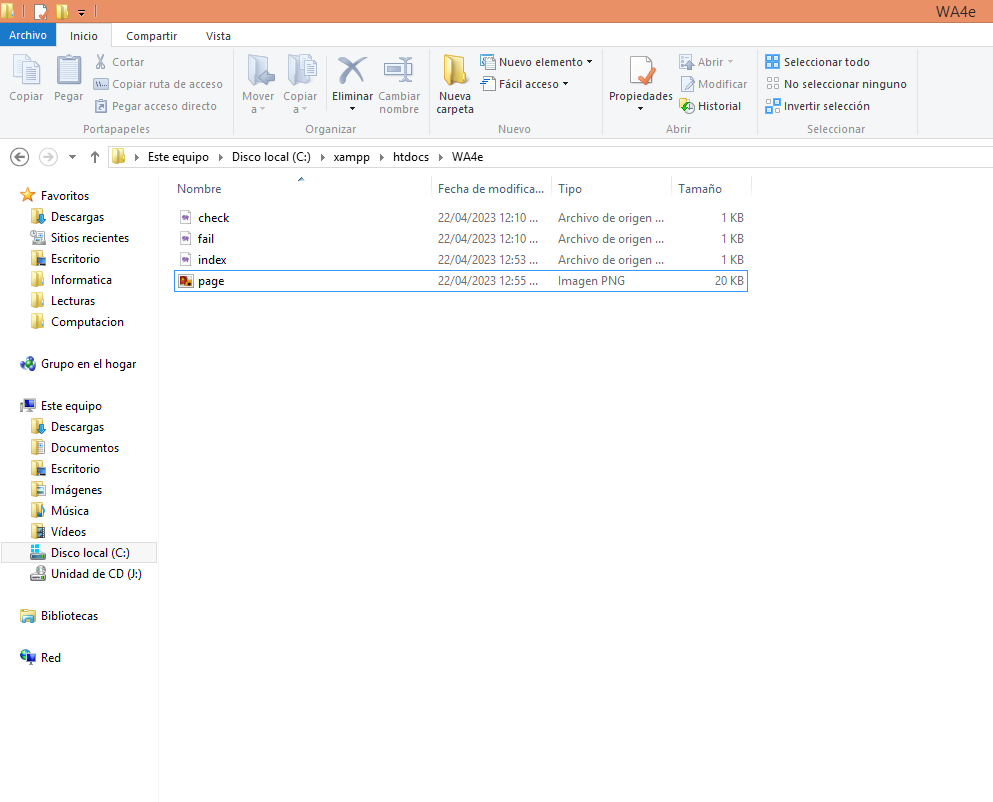 WA4e
Archivo Inicio Compartir Vista
Copiar
Pegar
Cortar
Copiar ruta de acceso
Pegar acceso directo
Portapapeles
Mover a
Copiar a
Eliminar
Cambiar nombre
Organizar
Nueva carpeta
Nuevo elemento
Fácil acceso
Nuevo
Propiedades
Abrir
Modificar
Historial
Abrir
Seleccionar todo
No seleccionar ninguno
Invertir selección
Seleccionar
Este equipo Disco local (C:) xampp htdocs WA4e
Favoritos
Descargas
Sitios recientes
Escritorio
Informatica
Lecturas
Computacion
Grupo en el hogar
Este equipo
Descargas
Documentos
Escritorio
Imágenes
Música
Vídeos
Disco local (C:)
Unidad de CD (J:)
Bibliotecas
Red
Nombre Fecha de modifica... Tipo Tamaño
check 22/04/2023 12:10 ... Archivo de origen ... 1 KB
fail 22/04/2023 12:10 ... Archivo de origen ... 1 KB
index 22/04/2023 12:53 ... Archivo de origen ... 1 KB
page 22/04/2023 12:55 ... Imagen PNG 20 KB